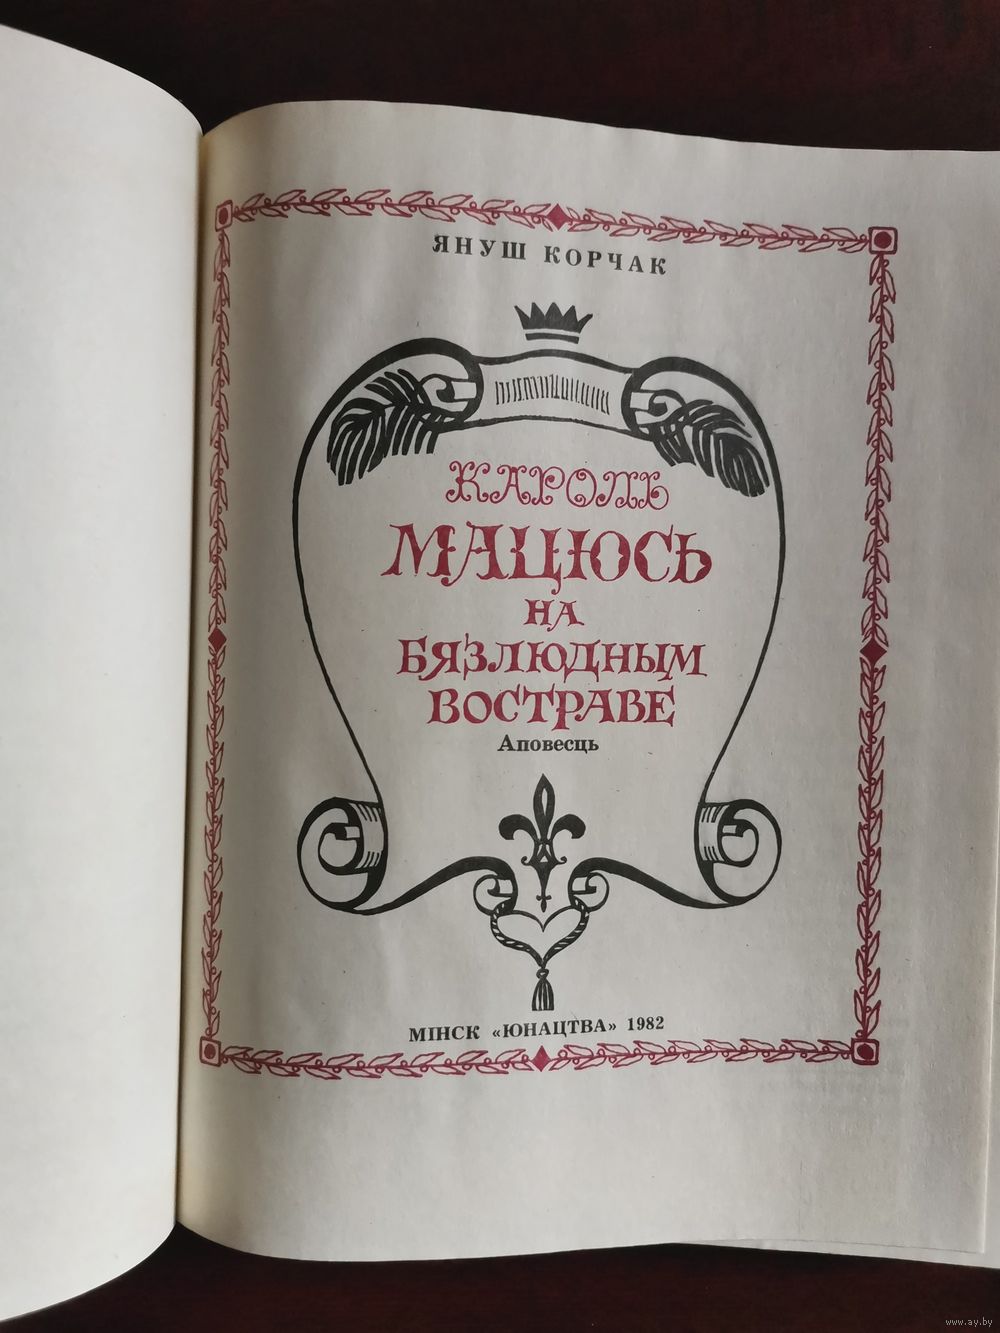 ЯНУШ КОРЧАК
КАРОЛЬ
МАЦЮСЬ
НА
БЯЗЛЮДНЫМ
ВОСТРАВЕ
Аповесць
МІНСК «ЮНАЦТВА» 1982
www.ay.by